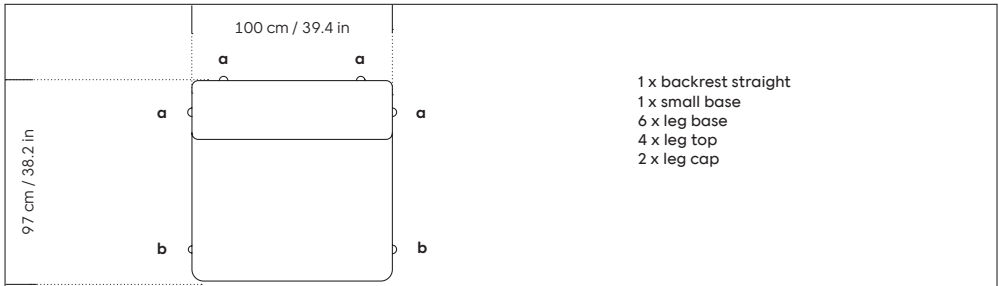 100 cm / 39.4 in
a a
a a
97 cm / 38.2 in
b b
1 x backrest straight
1 x small base
6 x leg base
4 x leg top
2 x leg cap